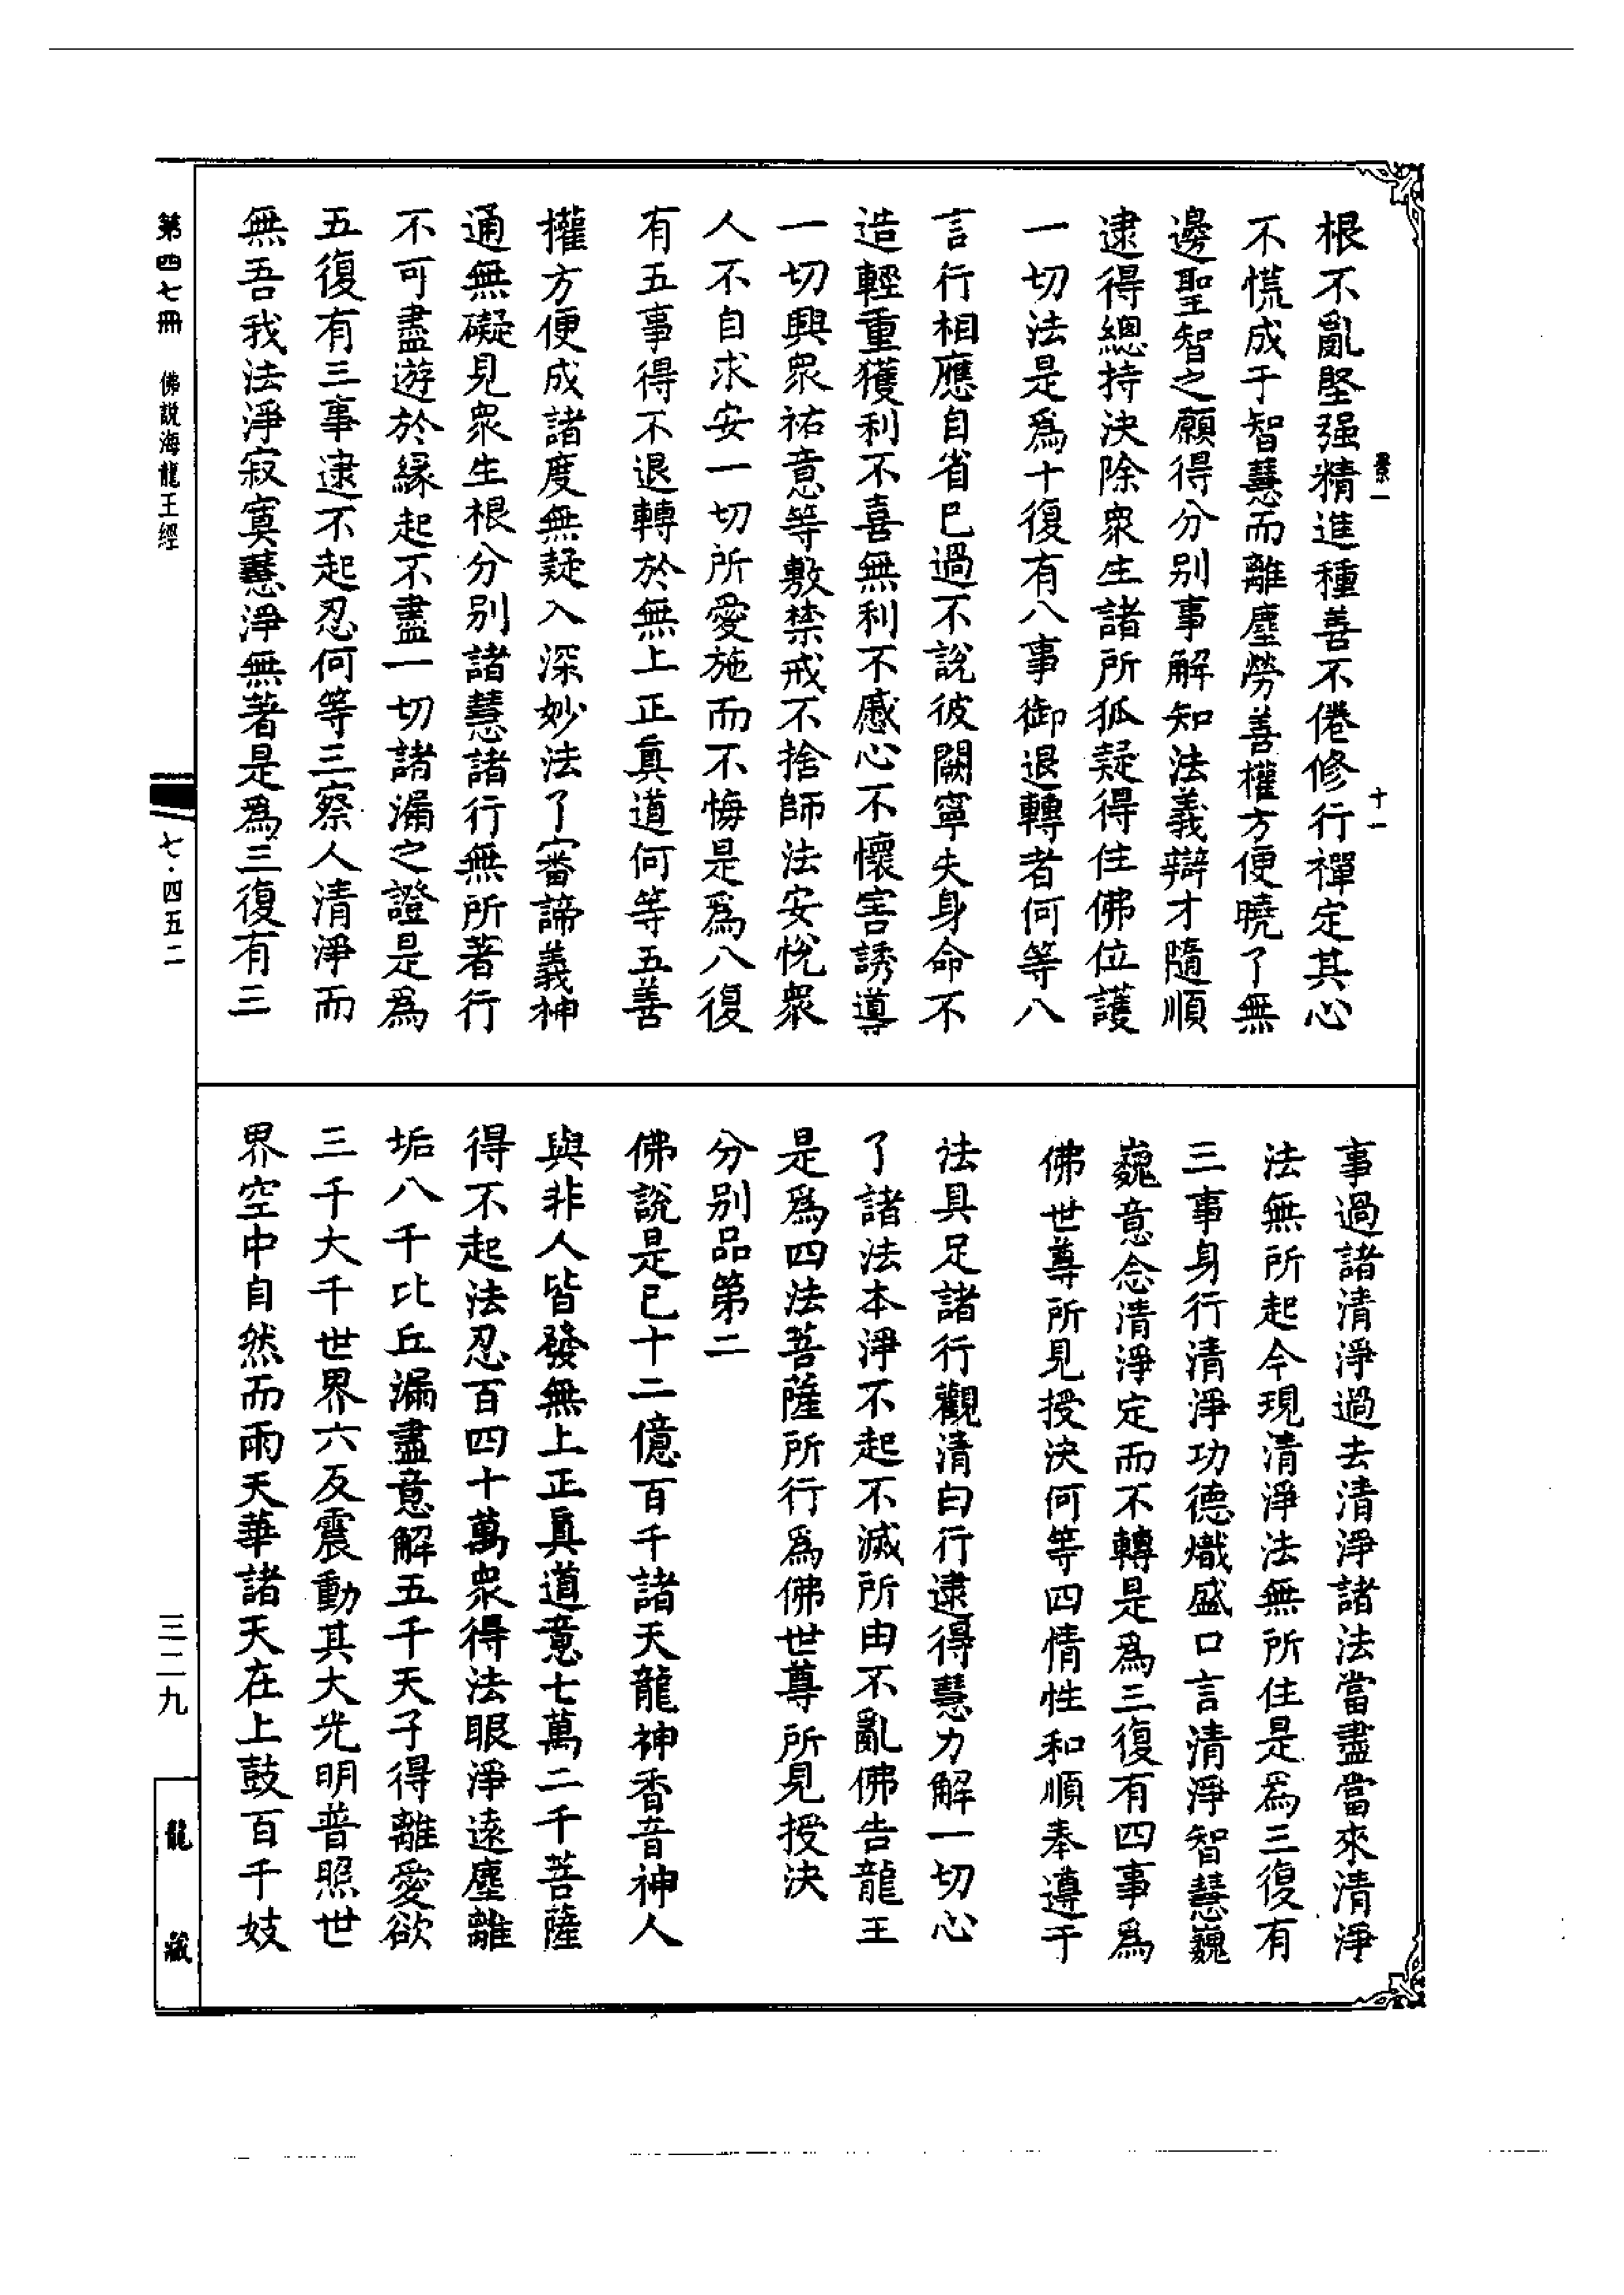 根不亂堅强精進種善不倦修行禪定其心
不慌成于智慧而離塵勞善權方便曉了無
邊聖智之願得分别事解知法義辯才隨順
逮得總持決除衆生諸所狐疑得住佛位護
一切法是爲十復有八事御退轉者何等八
言行相應自省已過不說彼闕寧失身命不
造輕重獲利不喜無利不慼心不懷害誘導
一切興衆祐意等敷禁戒不捨師法安悅衆
人不自求安一切所愛施而不悔是爲八復
有五事得不退轉於無上正真道何等五善
權方便成諸度無疑入深妙法了審諦義神
通無礙見衆生根分别諸慧諸行無所著行
不可盡遊於緣起不盡一切諸漏之證是爲
五復有三事逮不起忍何等三察人清淨而
無吾我法淨寂寞慧淨無著是爲三復有三
十一
事過諸清淨過去清淨諸法當盡當來清淨
法無所起今現清淨法無所住是爲三復有
三事身行清淨功德熾盛口言清淨智慧巍
巍意念清淨定而不轉是爲三復有四事爲
佛世尊所見授決何等四情性和順奉遵于
法具足諸行觀清白行逮得慧力解一切心
了諸法本淨不起不滅所由不亂佛告龍王
是爲四法菩薩所行爲佛世尊所見授決
分别品第二
佛說是已十二億百千諸天龍神香音神人
與非人皆發無上正真道意七萬二千菩薩
得不起法忍百四十萬衆得法眼淨遠塵離
垢八千比丘漏盡意解五千天子得離愛欲
三千大千世界六反震動其大光明普照世
界空中自然而雨天華諸天在上鼓百千妓
第四七冊 佛説海龍王經
七·四五二
三二九
龍藏